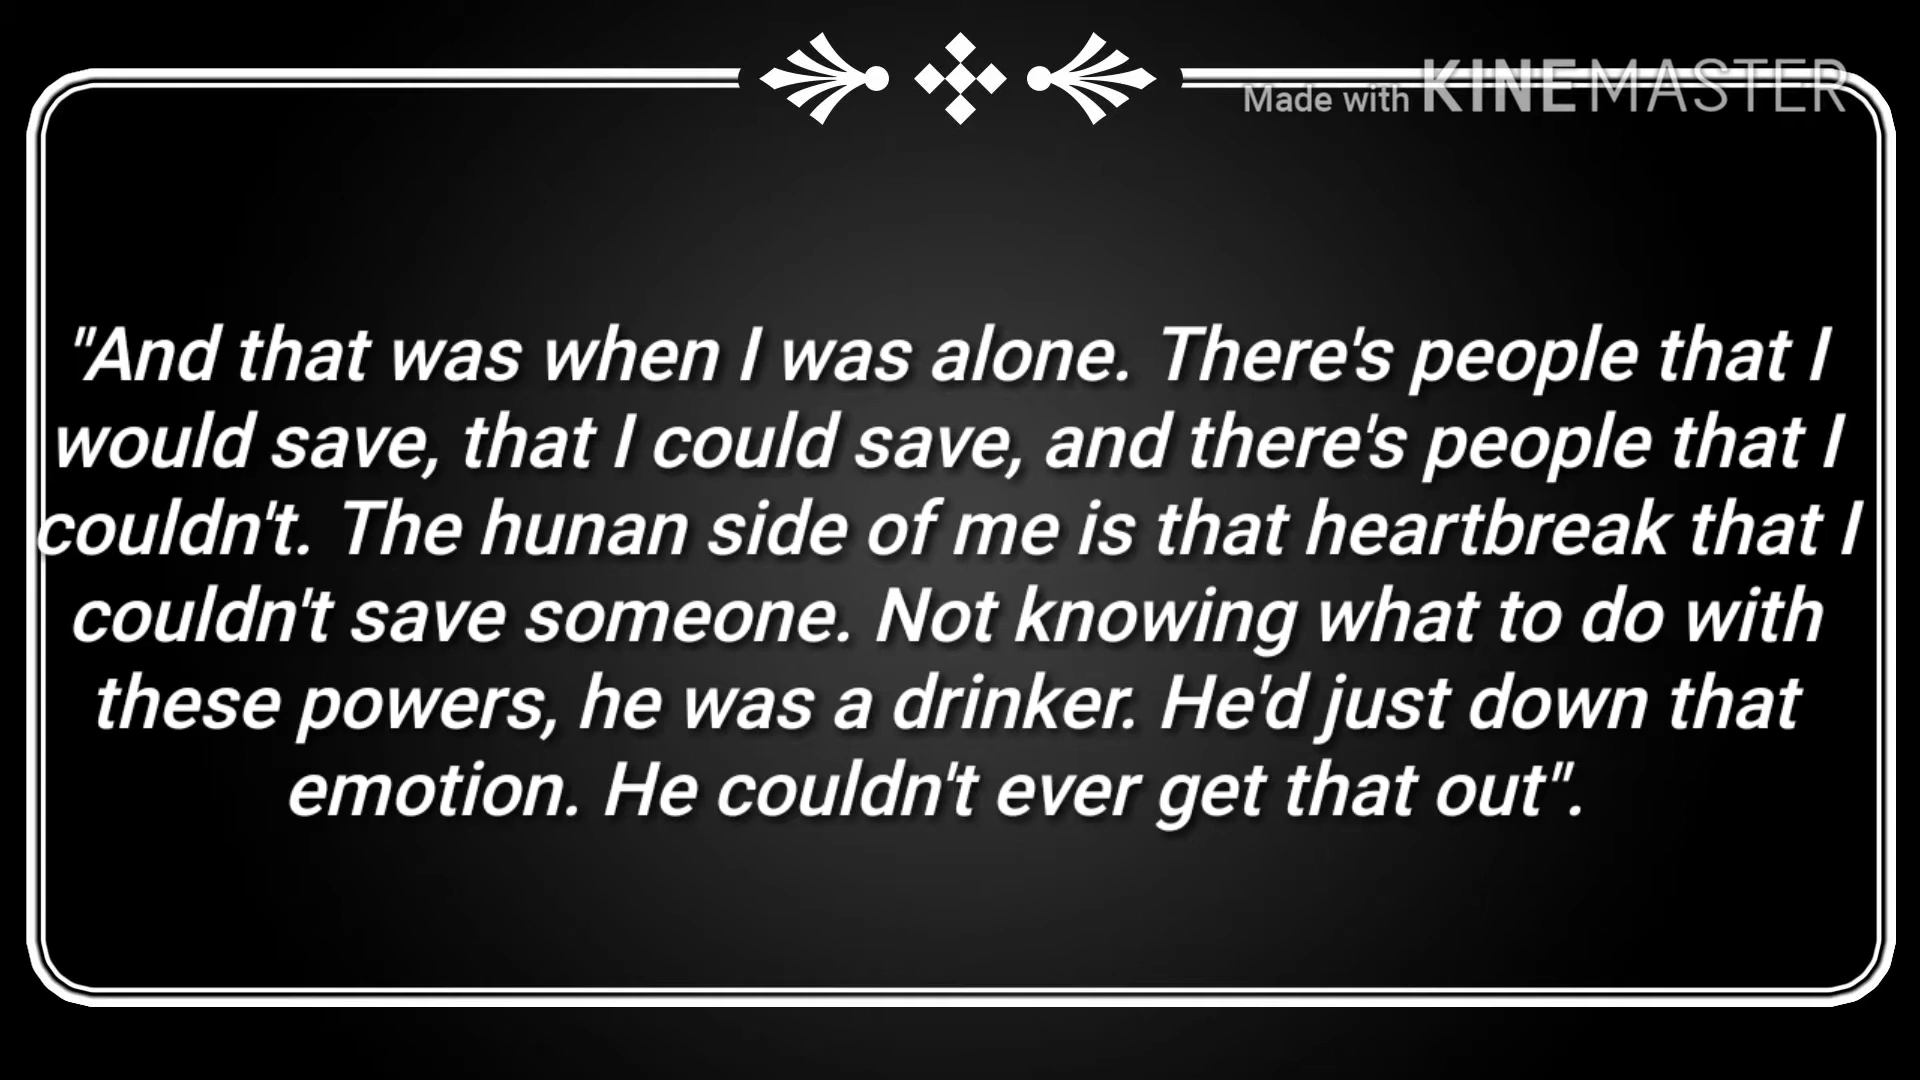 Made with KINEMASTER
"And that was when I was alone. There's people that I
would save, that I could save, and there's people that I
couldn't. The hunan side of me is that heartbreak that I
couldn't save someone. Not knowing what to do with
these powers, he was a drinker. He'd just down that
emotion. He couldn't ever get that out".